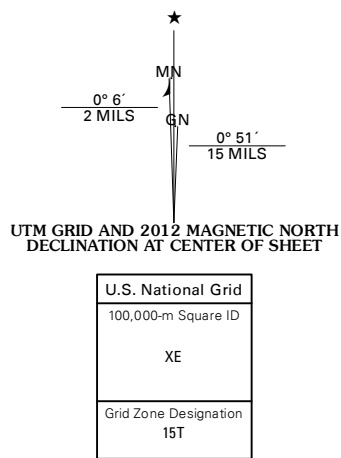 MN
0° 6´
2 MILS
GN
0° 51´
15 MILS
UTM GRID AND 2012 MAGNETIC NORTH
DECLINATION AT CENTER OF SHEET
U.S. National Grid
100,000-m Square ID
XE
Grid Zone Designation
15T